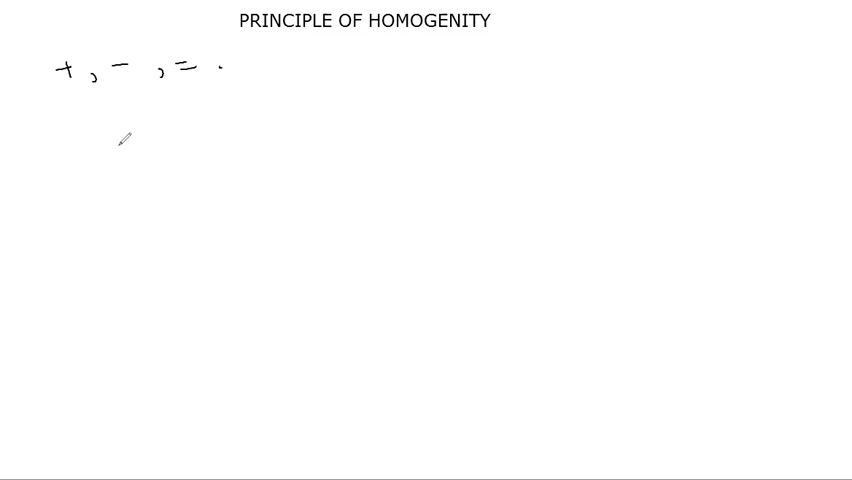 PRINCIPLE OF HOMOGENITY
+ , - , = .